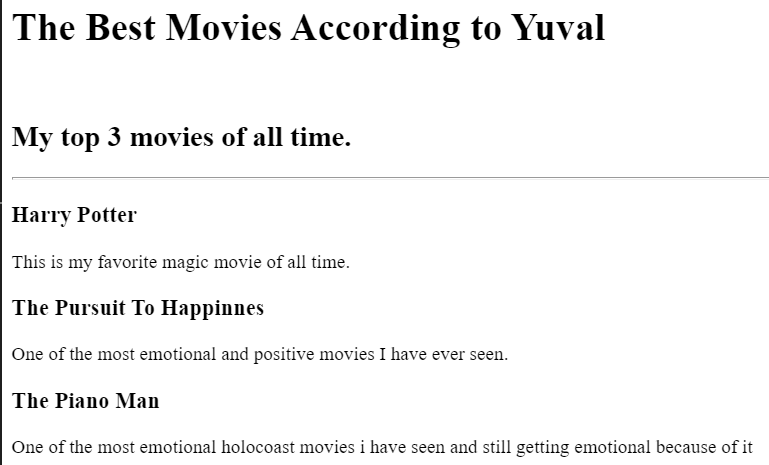 The Best Movies According to Yuval
My top 3 movies of all time.
Harry Potter
This is my favorite magic movie of all time.
The Pursuit To Happinnes
One of the most emotional and positive movies I have ever seen.
The Piano Man
One of the most emotional holocoast movies i have seen and still getting emotional because of it